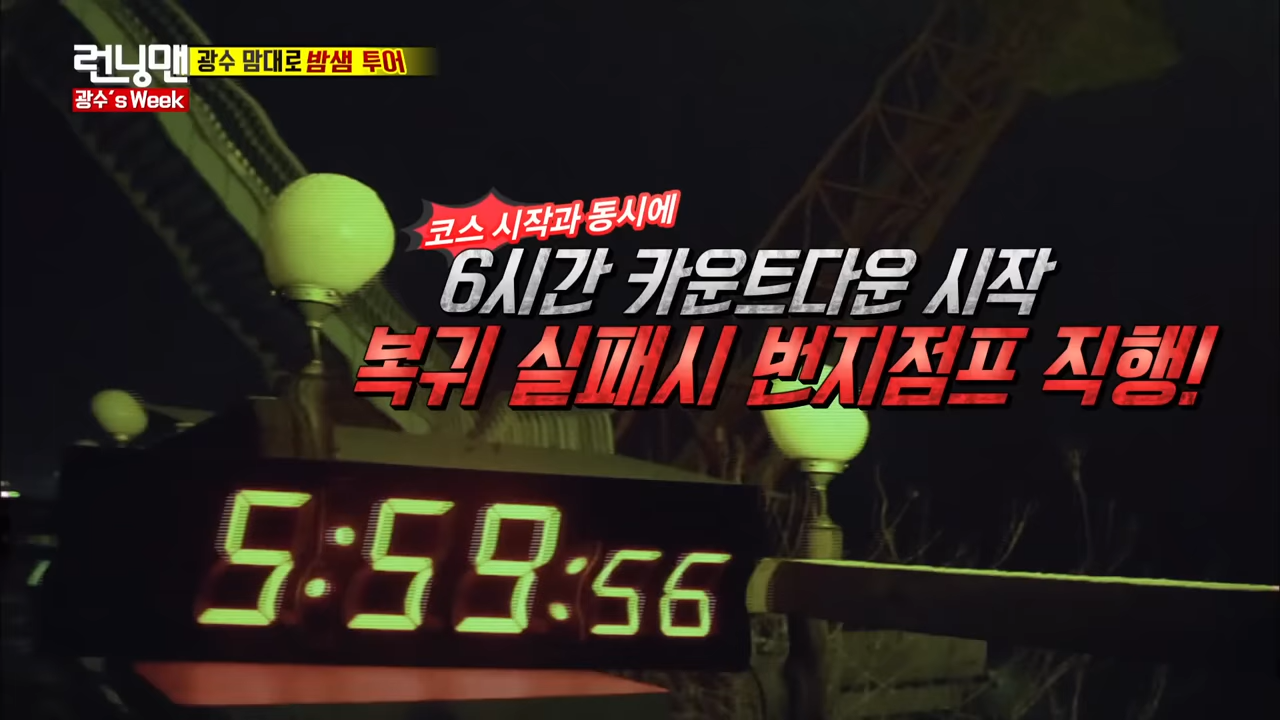 런닝맨 광수 맘대로 밤샘 투어
광수's Week
코스 시작과 동시에
6시간 카운트다운 시작
복귀 실패시 번지점프 직행!
5:59:56